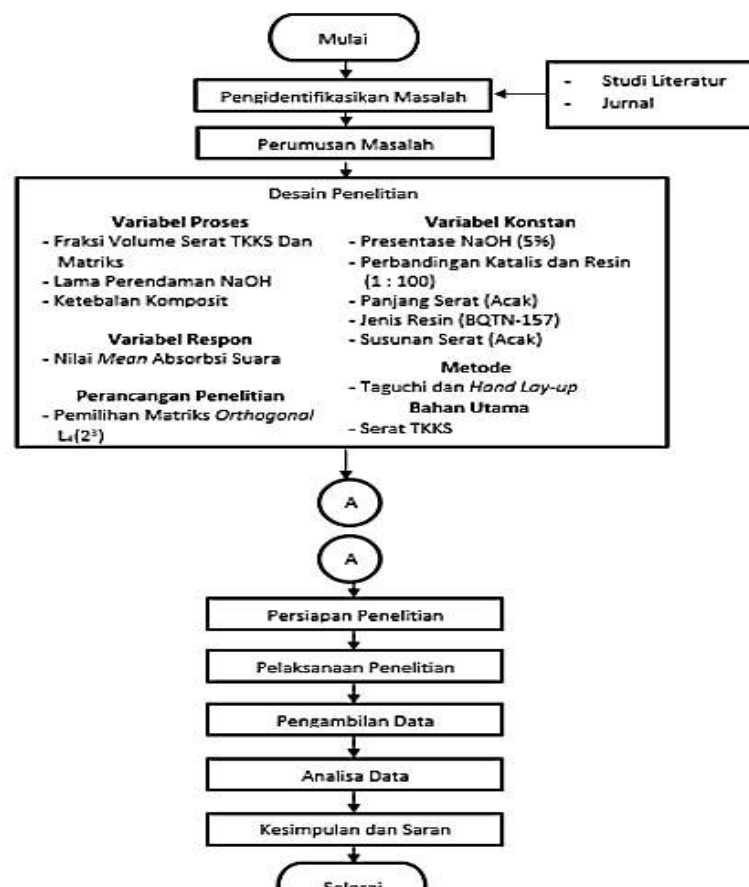 Mulai
Pengidentifikasikan Masalah
- Studi Literatur
- Jurnal
Perumusan Masalah
Desain Penelitian
Variabel Proses
- Fraksi Volume Serat TKKS Dan
Matriks
- Lama Perendaman NaOH
- Ketebalan Komposit
Variabel Respon
- Nilai Mean Absorbsi Suara
Perancangan Penelitian
- Pemilihan Matriks Orthogonal
L₄(2³)
Variabel Konstan
- Presentase NaOH (5%)
- Perbandingan Katalis dan Resin
(1 : 100)
- Panjang Serat (Acak)
- Jenis Resin (BQTN-157)
- Susunan Serat (Acak)
Metode
- Taguchi dan Hand Lay-up
Bahan Utama
- Serat TKKS
A
A
Persiapan Penelitian
Pelaksanaan Penelitian
Pengambilan Data
Analisa Data
Kesimpulan dan Saran
Selesai